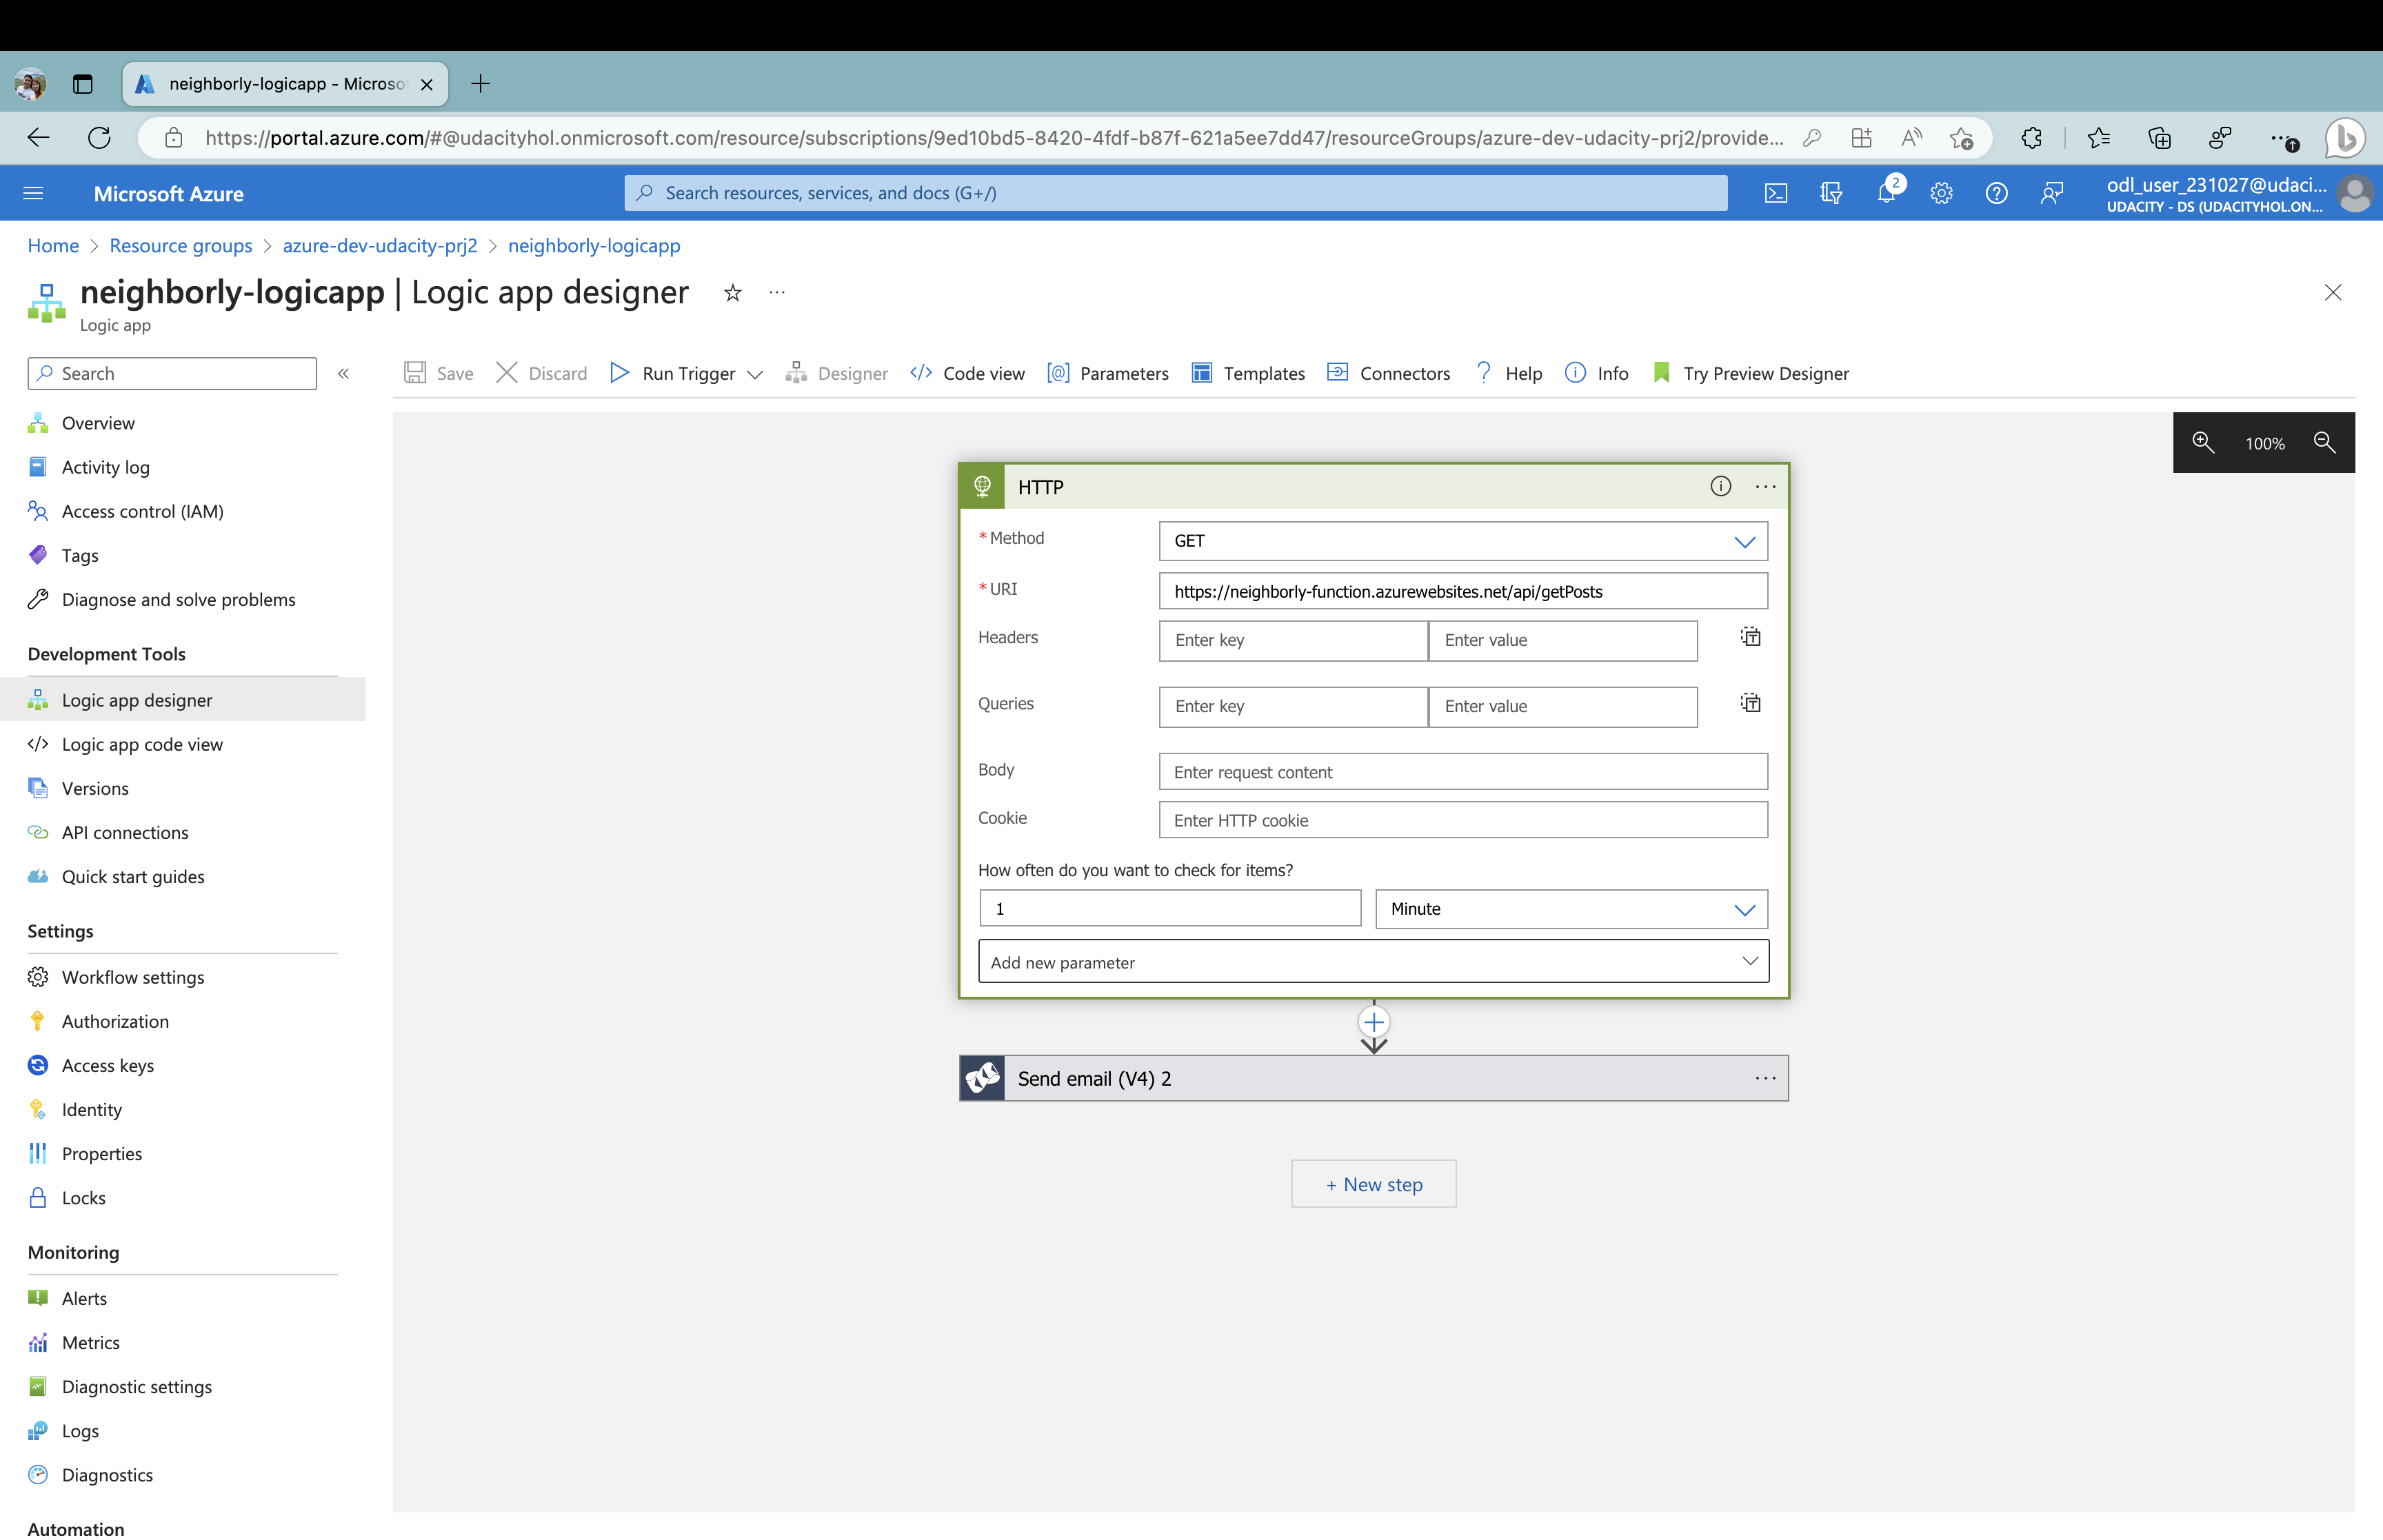 neighborly-logicapp - Microso
https://portal.azure.com/#@udacityhol.onmicrosoft.com/resource/subscriptions/9ed10bd5-8420-4fdf-b87f-621a5ee7dd47/resourceGroups/azure-dev-udacity-prj2/provide...
Microsoft Azure
Search resources, services, and docs (G+/)
2
odl_user_231027@udaci...
UDACITY - DS (UDACITYHOL.ON...
Home > Resource groups > azure-dev-udacity-prj2 > neighborly-logicapp
neighborly-logicapp | Logic app designer
Logic app
Search
Save
Discard
Run Trigger
Designer
Code view
Parameters
Templates
Connectors
Help
Info
Try Preview Designer
Overview
Activity log
Access control (IAM)
Tags
Diagnose and solve problems
Development Tools
Logic app designer
Logic app code view
Versions
API connections
Quick start guides
Settings
Workflow settings
Authorization
Access keys
Identity
Properties
Locks
Monitoring
Alerts
Metrics
Diagnostic settings
Logs
Diagnostics
Automation
100%
HTTP
* Method
GET
* URI
https://neighborly-function.azurewebsites.net/api/getPosts
Headers
Enter key
Enter value
Queries
Enter key
Enter value
Body
Enter request content
Cookie
Enter HTTP cookie
How often do you want to check for items?
1
Minute
Add new parameter
Send email (V4) 2
+ New step